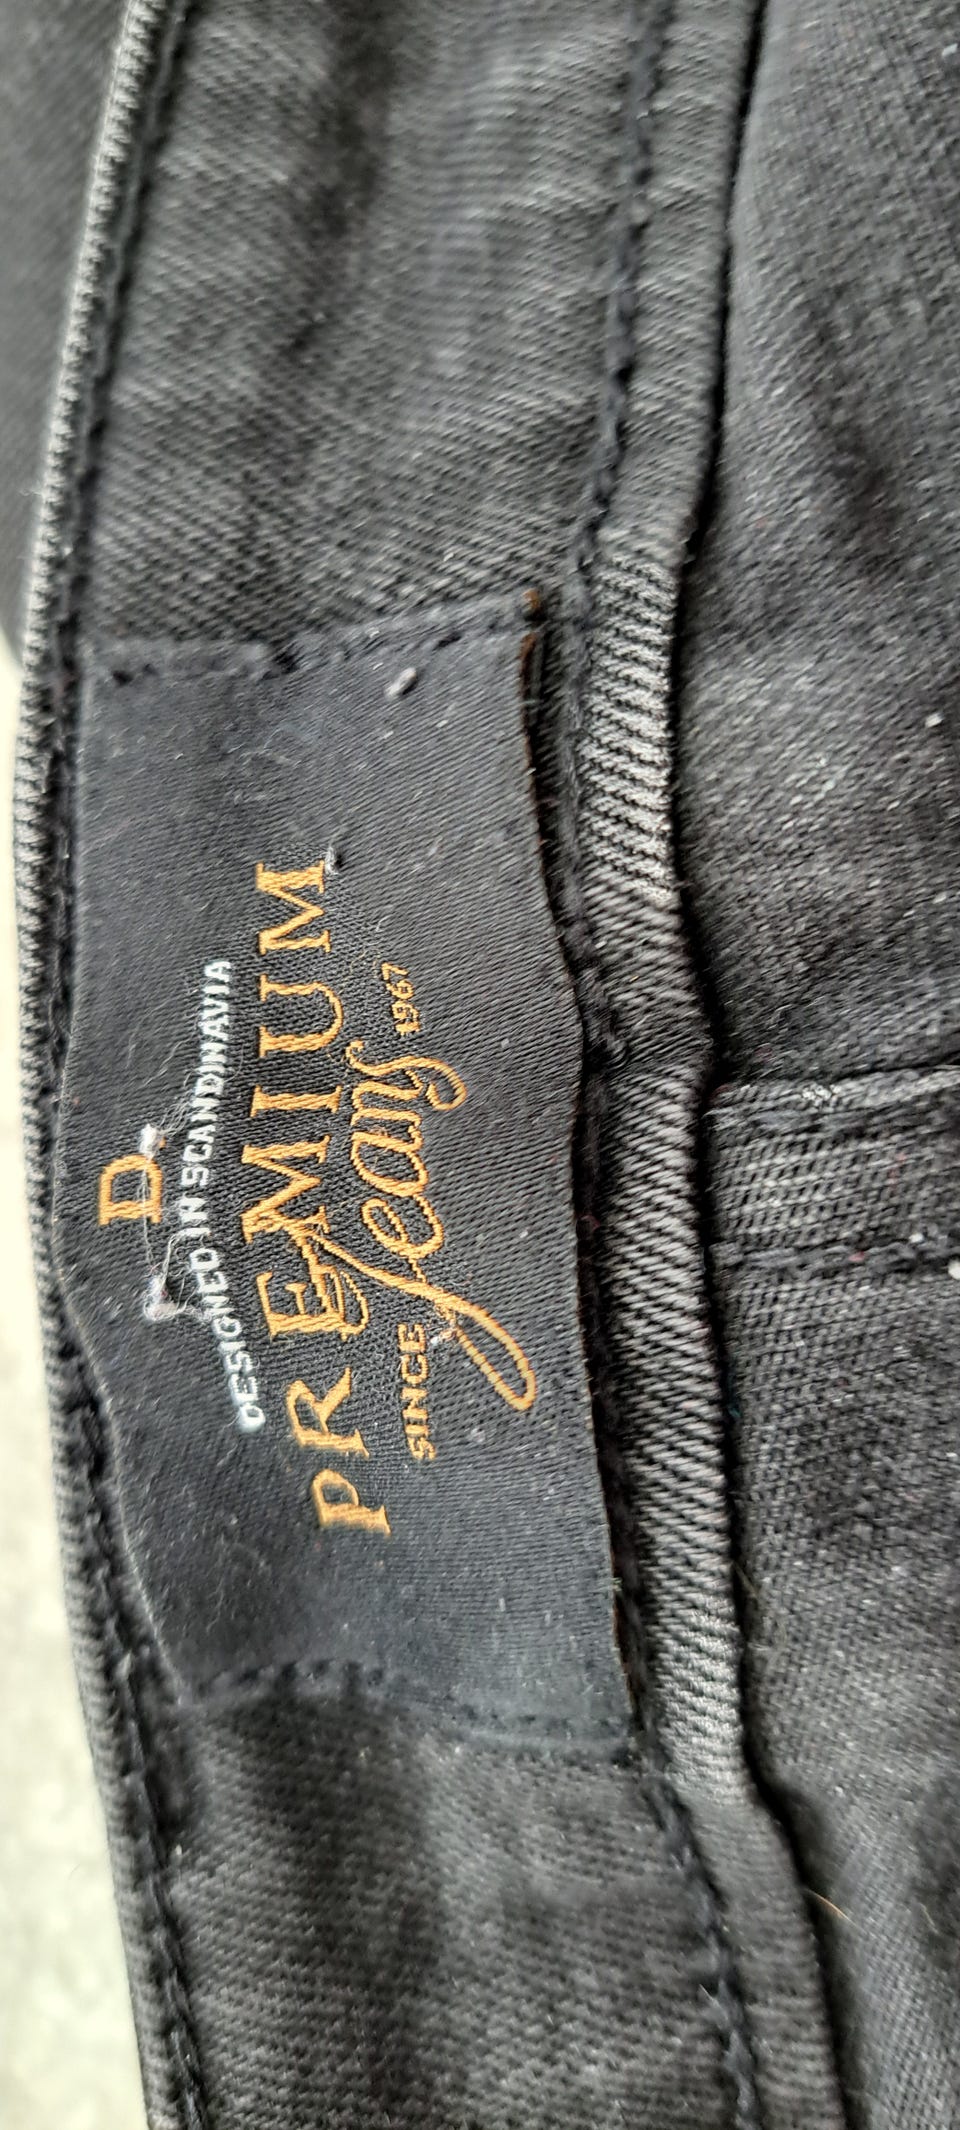 D
DESIGNED IN SCANDINAVIA
PREMIUM
Jeans
SINCE 1967